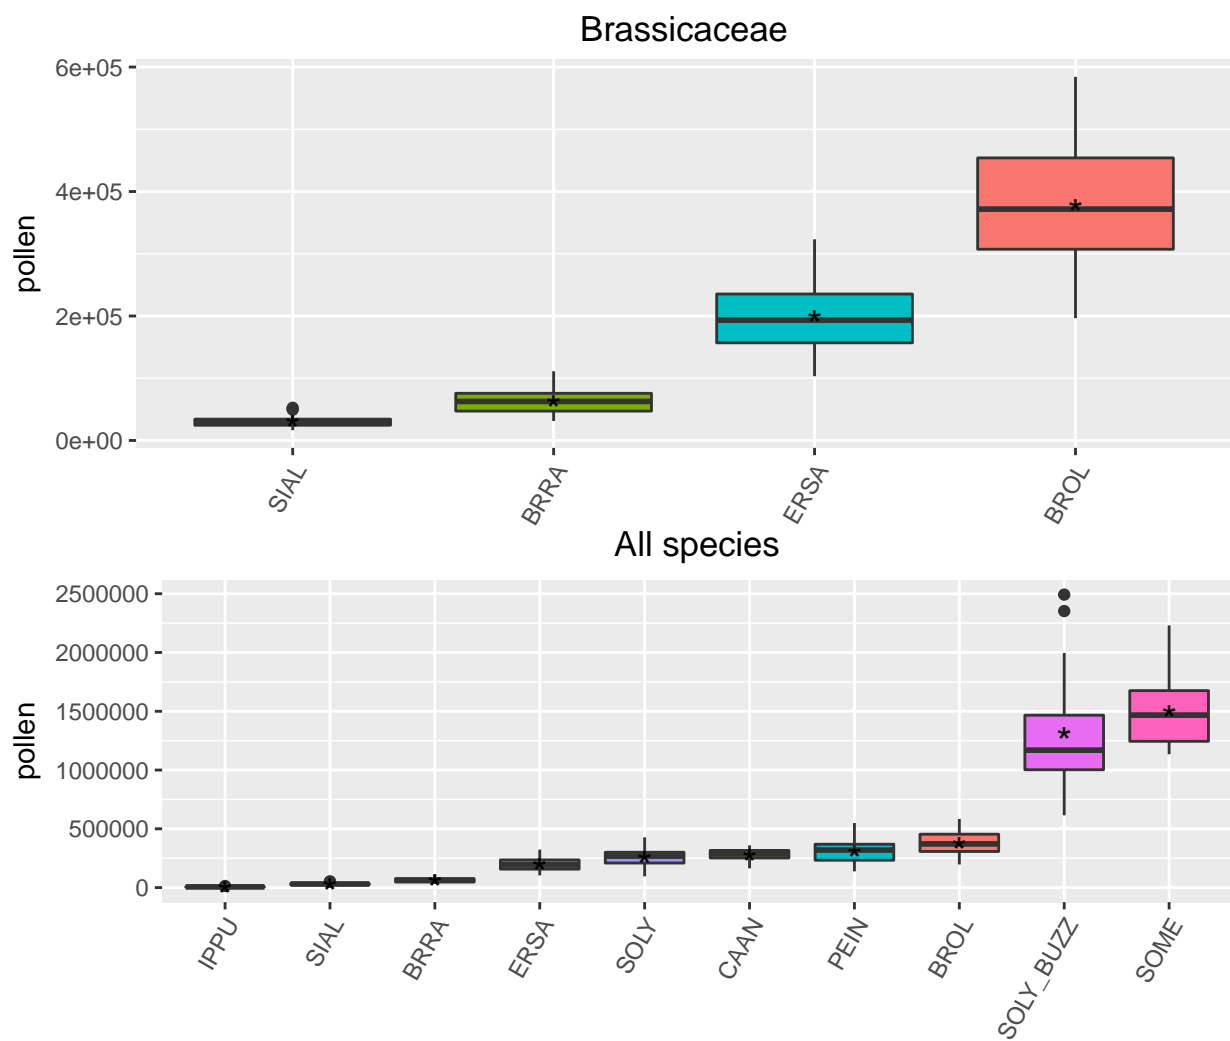 Brassicaceae
6e+05
4e+05
2e+05
0e+00
pollen
SIAL
BRRA
ERSA
BROL
All species
2500000
2000000
1500000
1000000
500000
0
pollen
IPPU
SIAL
BRRA
ERSA
SOLY
CAAN
PEIN
BROL
SOLY_BUZZ
SOME